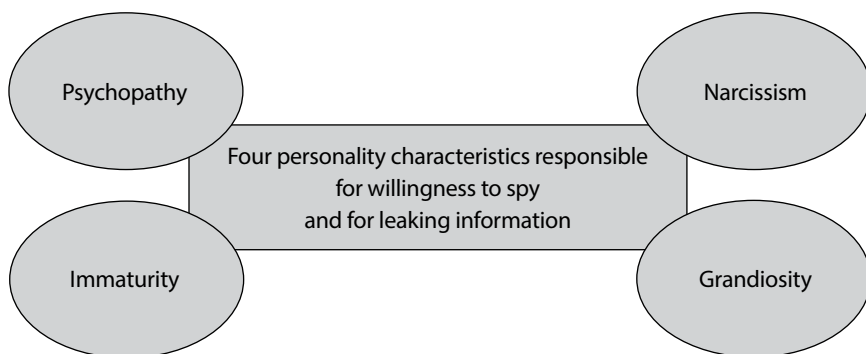 Psychopathy
Narcissism
Four personality characteristics responsible
for willingness to spy
and for leaking information
Immaturity
Grandiosity